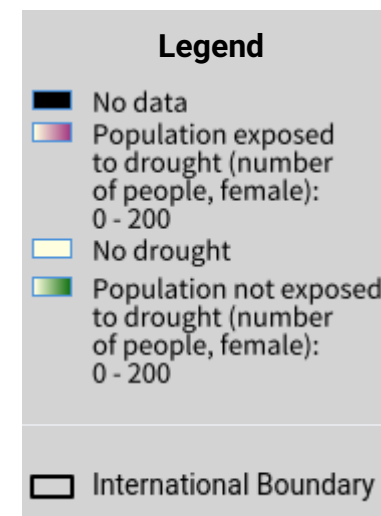 Legend
No data
Population exposed
to drought (number
of people, female):
0 - 200
No drought
Population not exposed
to drought (number
of people, female):
0 - 200
International Boundary